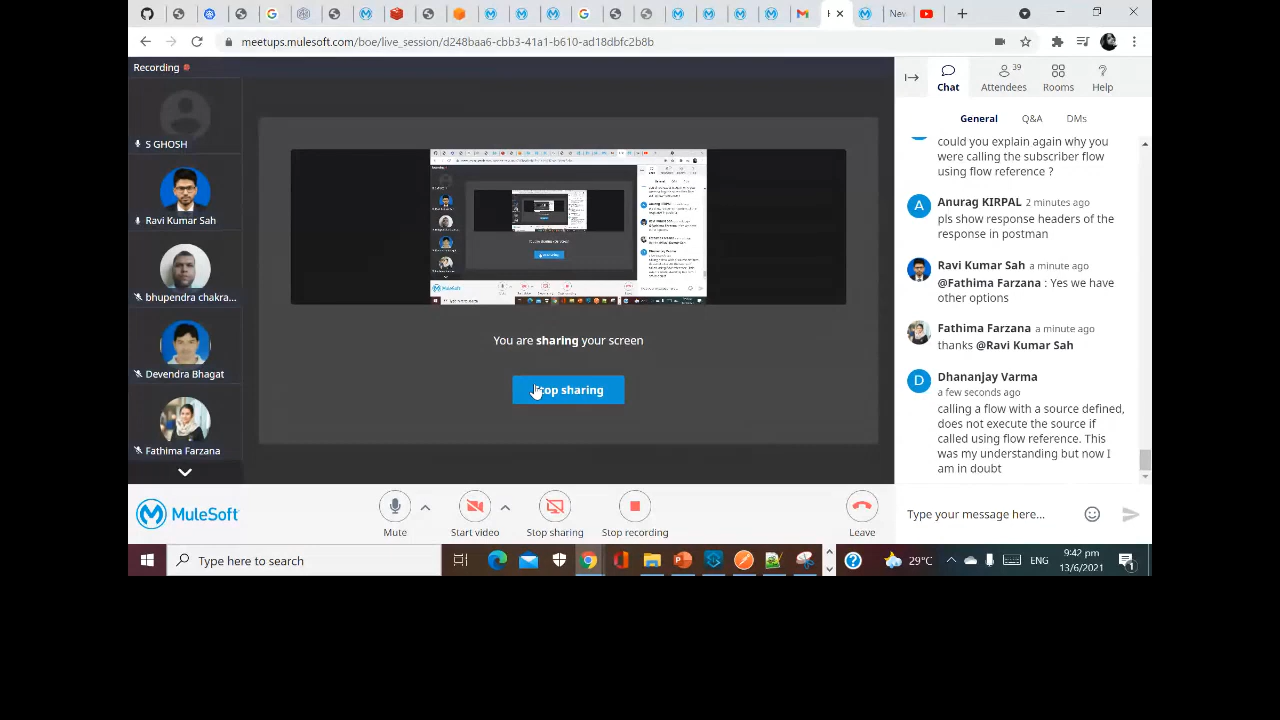 New
meetups.mulesoft.com/boe/live_session/d248baa6-cbb3-41a1-b610-ad18dbfc2b8b
Recording
S GHOSH
Ravi Kumar Sah
bhupendra chakra...
Devendra Bhagat
Fathima Farzana
You are sharing your screen
Stop sharing
39
Chat
Attendees
Rooms
Help
General
Q&A
DMs
could you explain again why you
were calling the subscriber flow
using flow reference ?
A
Anurag KIRPAL 2 minutes ago
pls show response headers of the
response in postman
Ravi Kumar Sah a minute ago
@Fathima Farzana : Yes we have
other options
Fathima Farzana a minute ago
thanks @Ravi Kumar Sah
D
Dhananjay Varma
a few seconds ago
calling a flow with a source defined,
does not execute the source if
called using flow reference. This
was my understanding but now I
am in doubt
Type your message here...
MuleSoft
Mute
Start video
Stop sharing
Stop recording
Leave
Type here to search
29°C
ENG
9:42 pm
13/6/2021
1